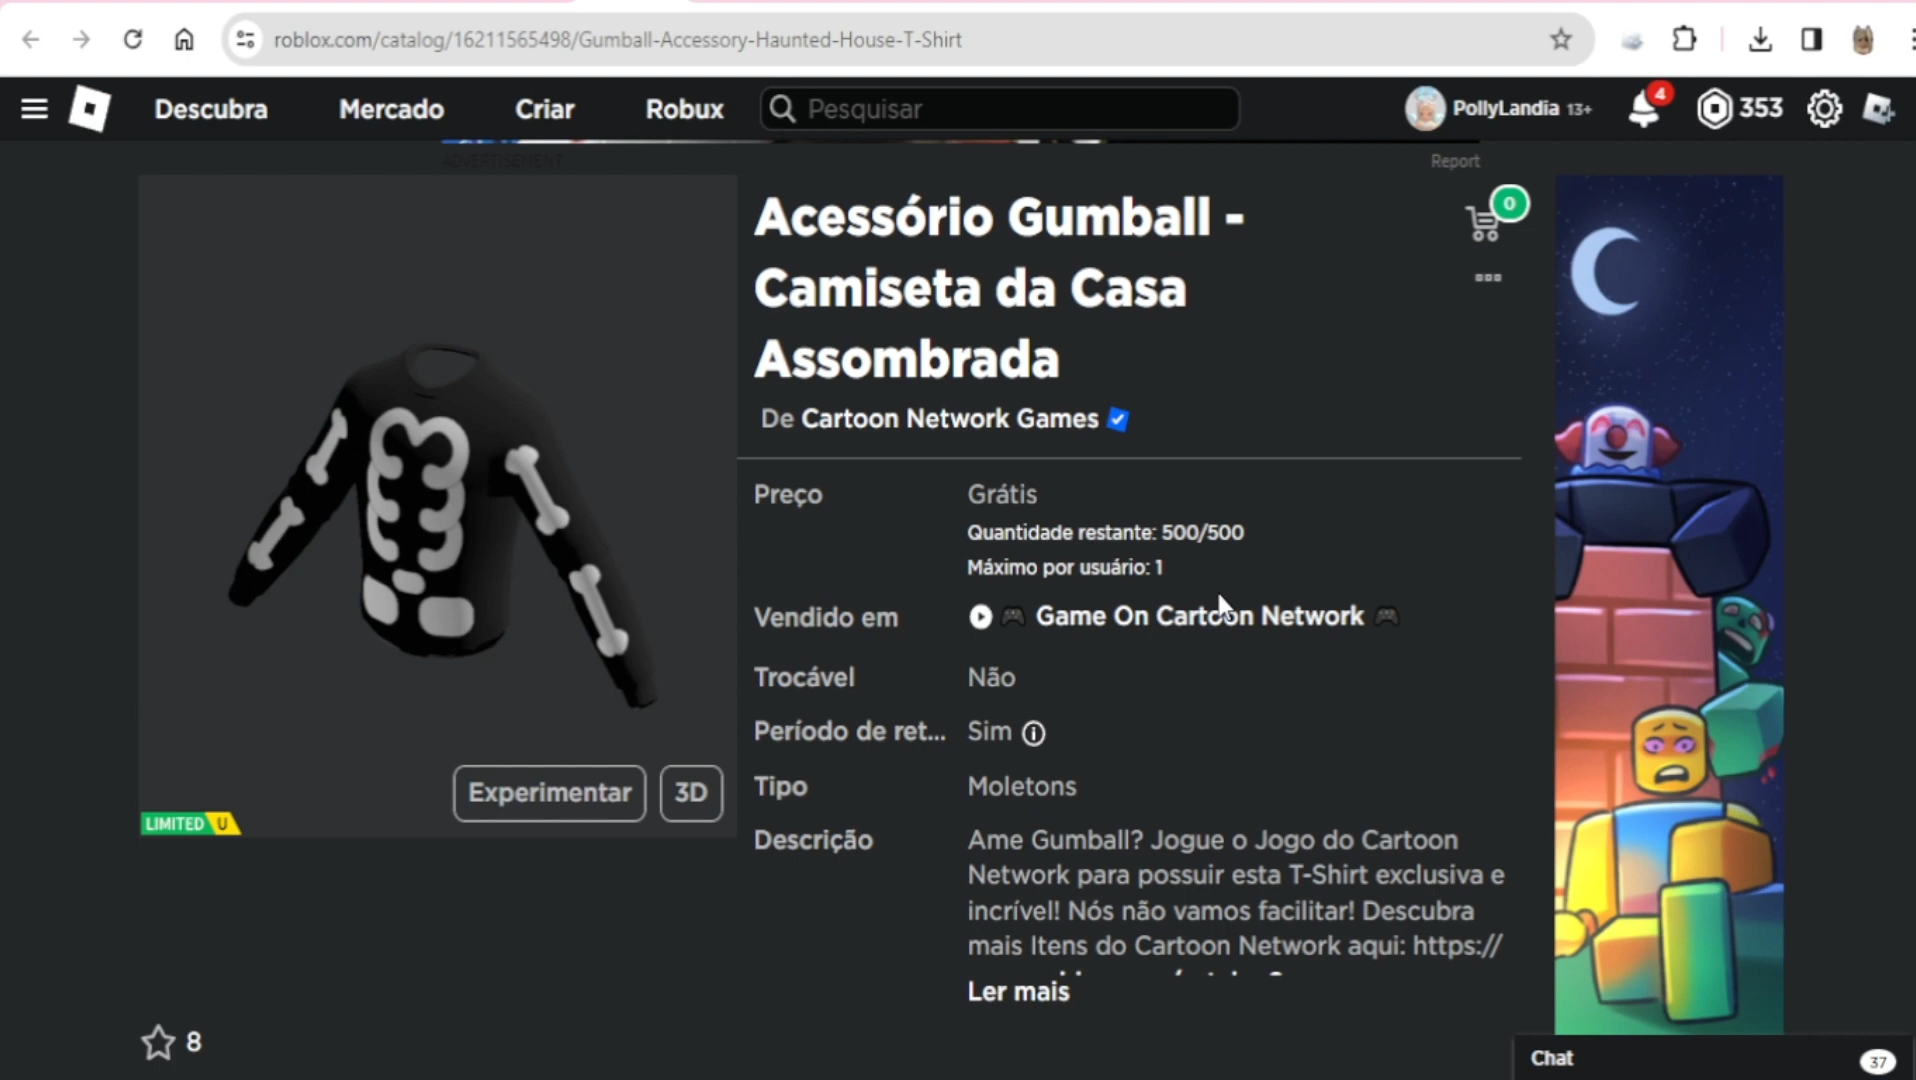 roblox.com/catalog/16211565498/Gumball-Accessory-Haunted-House-T-Shirt
Descubra
Mercado
Criar
Robux
Pesquisar
PollyLandia 13+
4
353
ADVERTISEMENT
Report
Acessório Gumball -
Camiseta da Casa
Assombrada
0
De Cartoon Network Games
Preço
Grátis
Quantidade restante: 500/500
Máximo por usuário: 1
Vendido em
Game On Cartoon Network
Trocável
Não
Período de ret...
Sim
Tipo
Moletons
Descrição
Ame Gumball? Jogue o Jogo do Cartoon
Network para possuir esta T-Shirt exclusiva e
incrível! Nós não vamos facilitar! Descubra
mais Itens do Cartoon Network aqui: https://
Ler mais
Experimentar
3D
LIMITED U
8
Chat
37